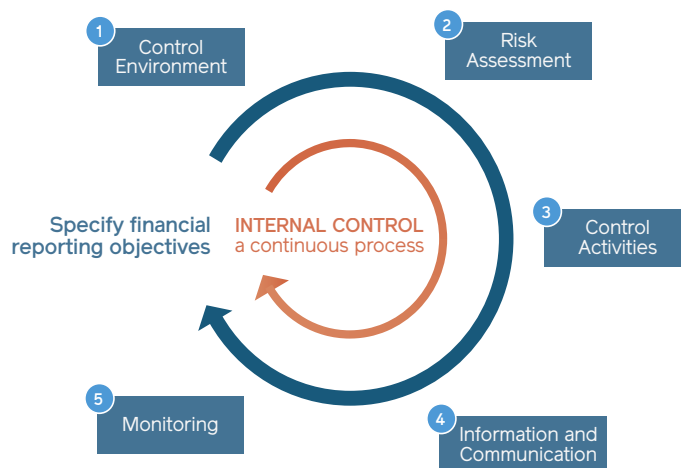 1
Control
Environment
2
Risk
Assessment
Specify financial
reporting objectives
INTERNAL CONTROL
a continuous process
3
Control
Activities
5
Monitoring
4
Information and
Communication